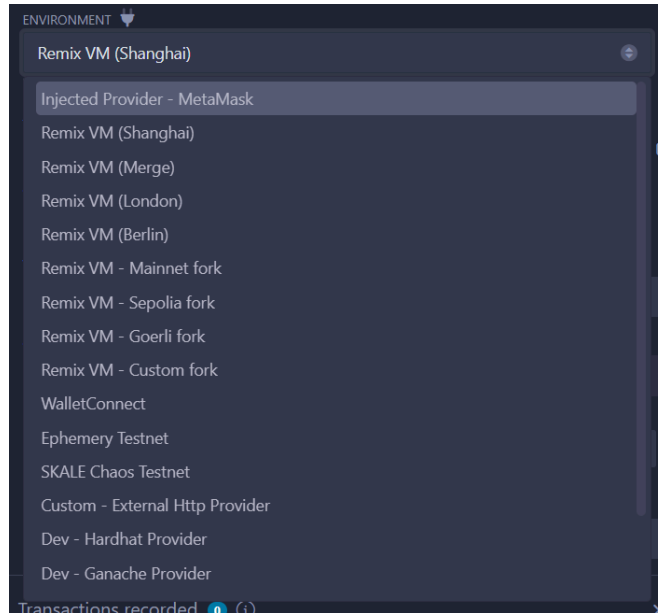 ENVIRONMENT
Remix VM (Shanghai)
Injected Provider - MetaMask
Remix VM (Shanghai)
Remix VM (Merge)
Remix VM (London)
Remix VM (Berlin)
Remix VM - Mainnet fork
Remix VM - Sepolia fork
Remix VM - Goerli fork
Remix VM - Custom fork
WalletConnect
Ephemery Testnet
SKALE Chaos Testnet
Custom - External Http Provider
Dev - Hardhat Provider
Dev - Ganache Provider
Transactions recorded 0 i